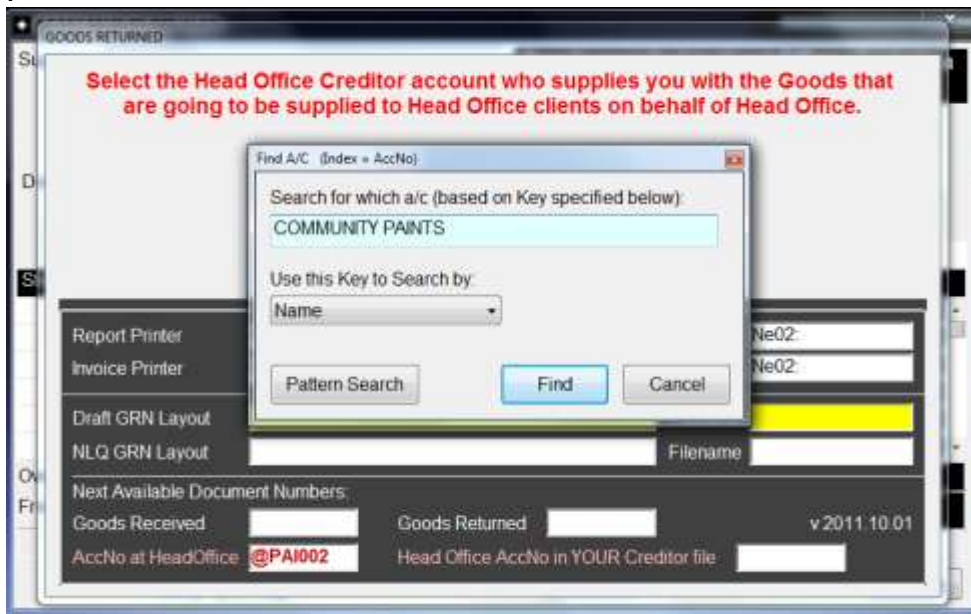 GOODS RETURNED
Select the Head Office Creditor account who supplies you with the Goods that
are going to be supplied to Head Office clients on behalf of Head Office.
Find A/C (Index = AccNo)
Search for which a/c (based on Key specified below):
COMMUNITY PAINTS
Use this Key to Search by:
Name
Pattern Search Find Cancel
Report Printer Ne02:
Invoice Printer Ne02:
Draft GRN Layout
NLQ GRN Layout Filename
Next Available Document Numbers:
Goods Received Goods Returned v 2011.10.01
AccNo at HeadOffice @PAI002 Head Office AccNo in YOUR Creditor file